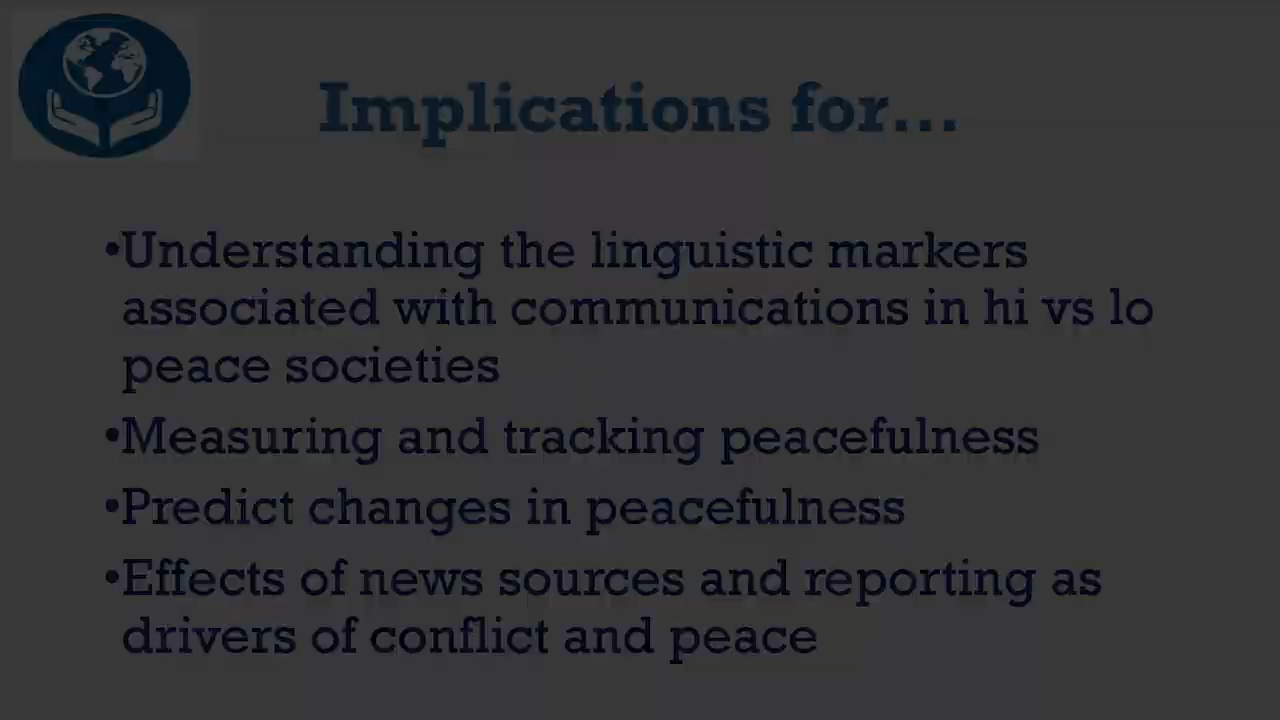 Implications for...
•Understanding the linguistic markers
associated with communications in hi vs lo
peace societies
•Measuring and tracking peacefulness
•Predict changes in peacefulness
•Effects of news sources and reporting as
drivers of conflict and peace